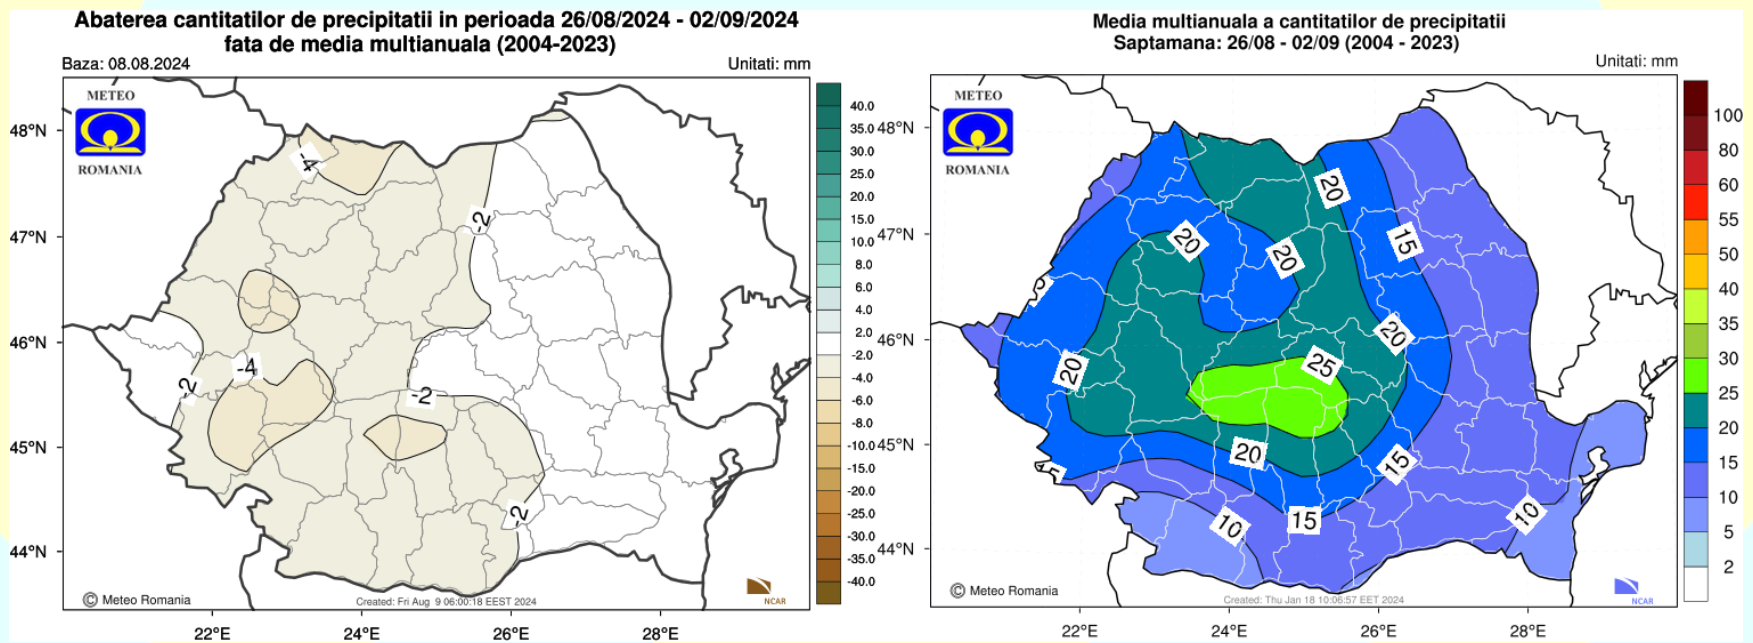 Abaterea cantitatilor de precipitatii in perioada 26/08/2024 - 02/09/2024
fata de media multianuala (2004-2023)
Baza: 08.08.2024
Unitati: mm
METEO
ROMANIA
48°N
47°N
46°N
45°N
44°N
22°E
24°E
26°E
28°E
-4
-2
-4
-2
-2
-2
40.0
35.0
30.0
25.0
20.0
15.0
10.0
8.0
6.0
4.0
2.0
-2.0
-4.0
-6.0
-8.0
-10.0
-15.0
-20.0
-25.0
-30.0
-35.0
-40.0
© Meteo Romania
Created: Fri Aug 9 06:00:18 EEST 2024
NCAR
Media multianuala a cantitatilor de precipitatii
Saptamana: 26/08 - 02/09 (2004 - 2023)
Unitati: mm
METEO
ROMANIA
48°N
47°N
46°N
45°N
44°N
22°E
24°E
26°E
28°E
20
15
20
20
20
25
20
20
15
15
10
10
100
80
60
55
50
40
35
30
25
20
15
10
5
2
© Meteo Romania
Created: Thu Jan 18 10:06:57 EET 2024
NCAR